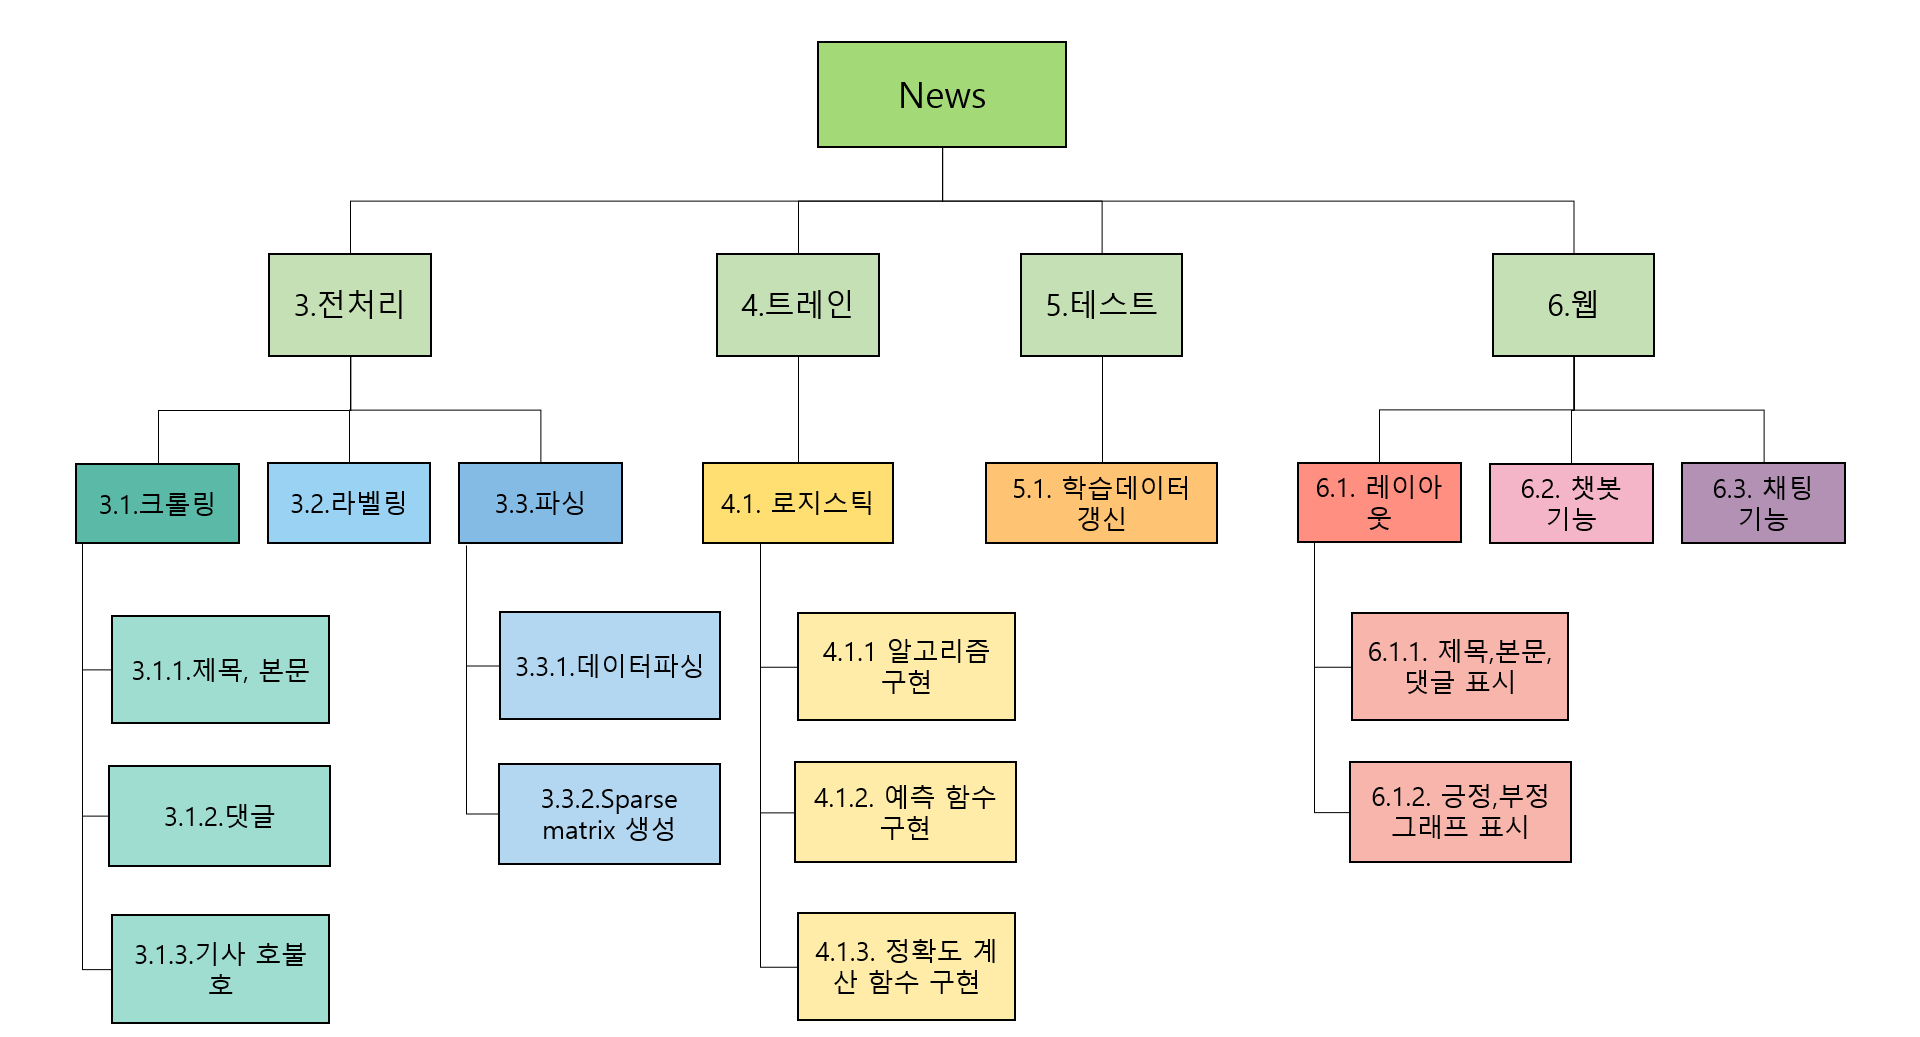 News
3.전처리
4.트레인
5.테스트
6.웹
3.1.크롤링
3.2.라벨링
3.3.파싱
4.1. 로지스틱
5.1. 학습데이터
갱신
6.1. 레이아
웃
6.2. 챗봇
기능
6.3. 채팅
기능
3.1.1.제목, 본문
3.3.1.데이터파싱
4.1.1 알고리즘
구현
6.1.1. 제목,본문,
댓글 표시
3.1.2.댓글
3.3.2.Sparse
matrix 생성
4.1.2. 예측 함수
구현
6.1.2. 긍정,부정
그래프 표시
3.1.3.기사 호불
호
4.1.3. 정확도 계
산 함수 구현